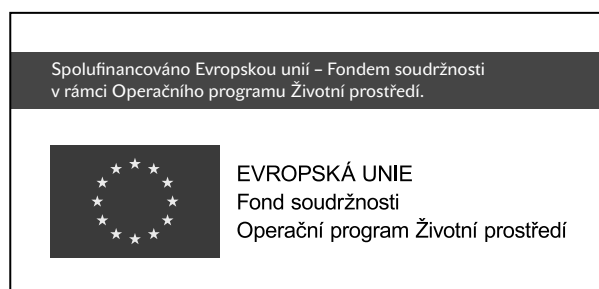 Spolufinancováno Evropskou unií – Fondem soudržnosti
v rámci Operačního programu Životní prostředí.
EVROPSKÁ UNIE
Fond soudržnosti
Operační program Životní prostředí